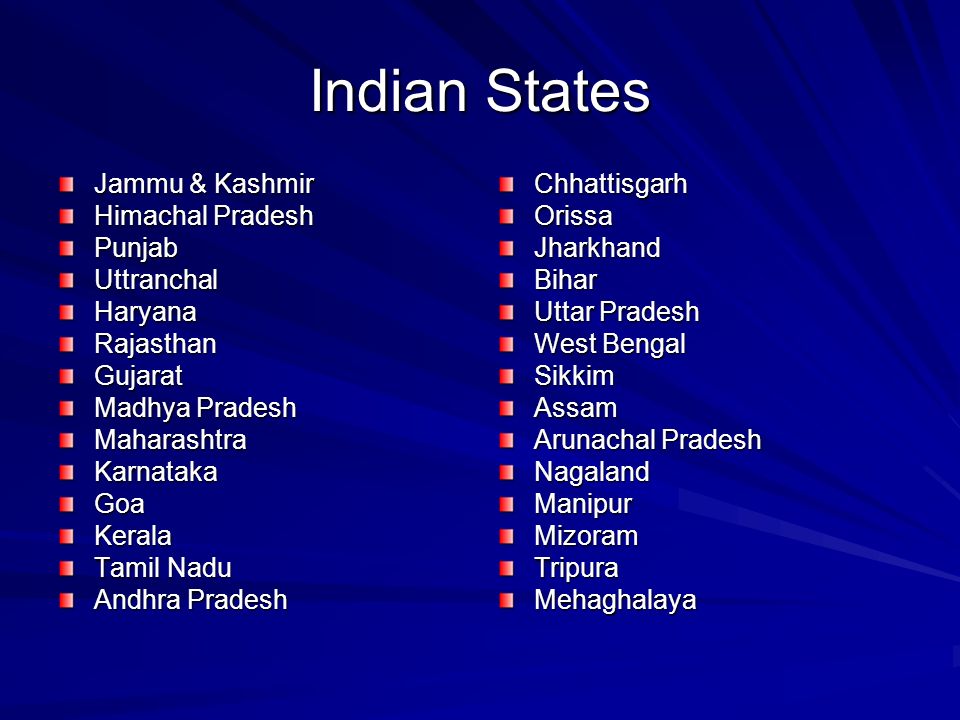 Indian States
Jammu & Kashmir
Himachal Pradesh
Punjab
Uttranchal
Haryana
Rajasthan
Gujarat
Madhya Pradesh
Maharashtra
Karnataka
Goa
Kerala
Tamil Nadu
Andhra Pradesh
Chhattisgarh
Orissa
Jharkhand
Bihar
Uttar Pradesh
West Bengal
Sikkim
Assam
Arunachal Pradesh
Nagaland
Manipur
Mizoram
Tripura
Mehaghalaya